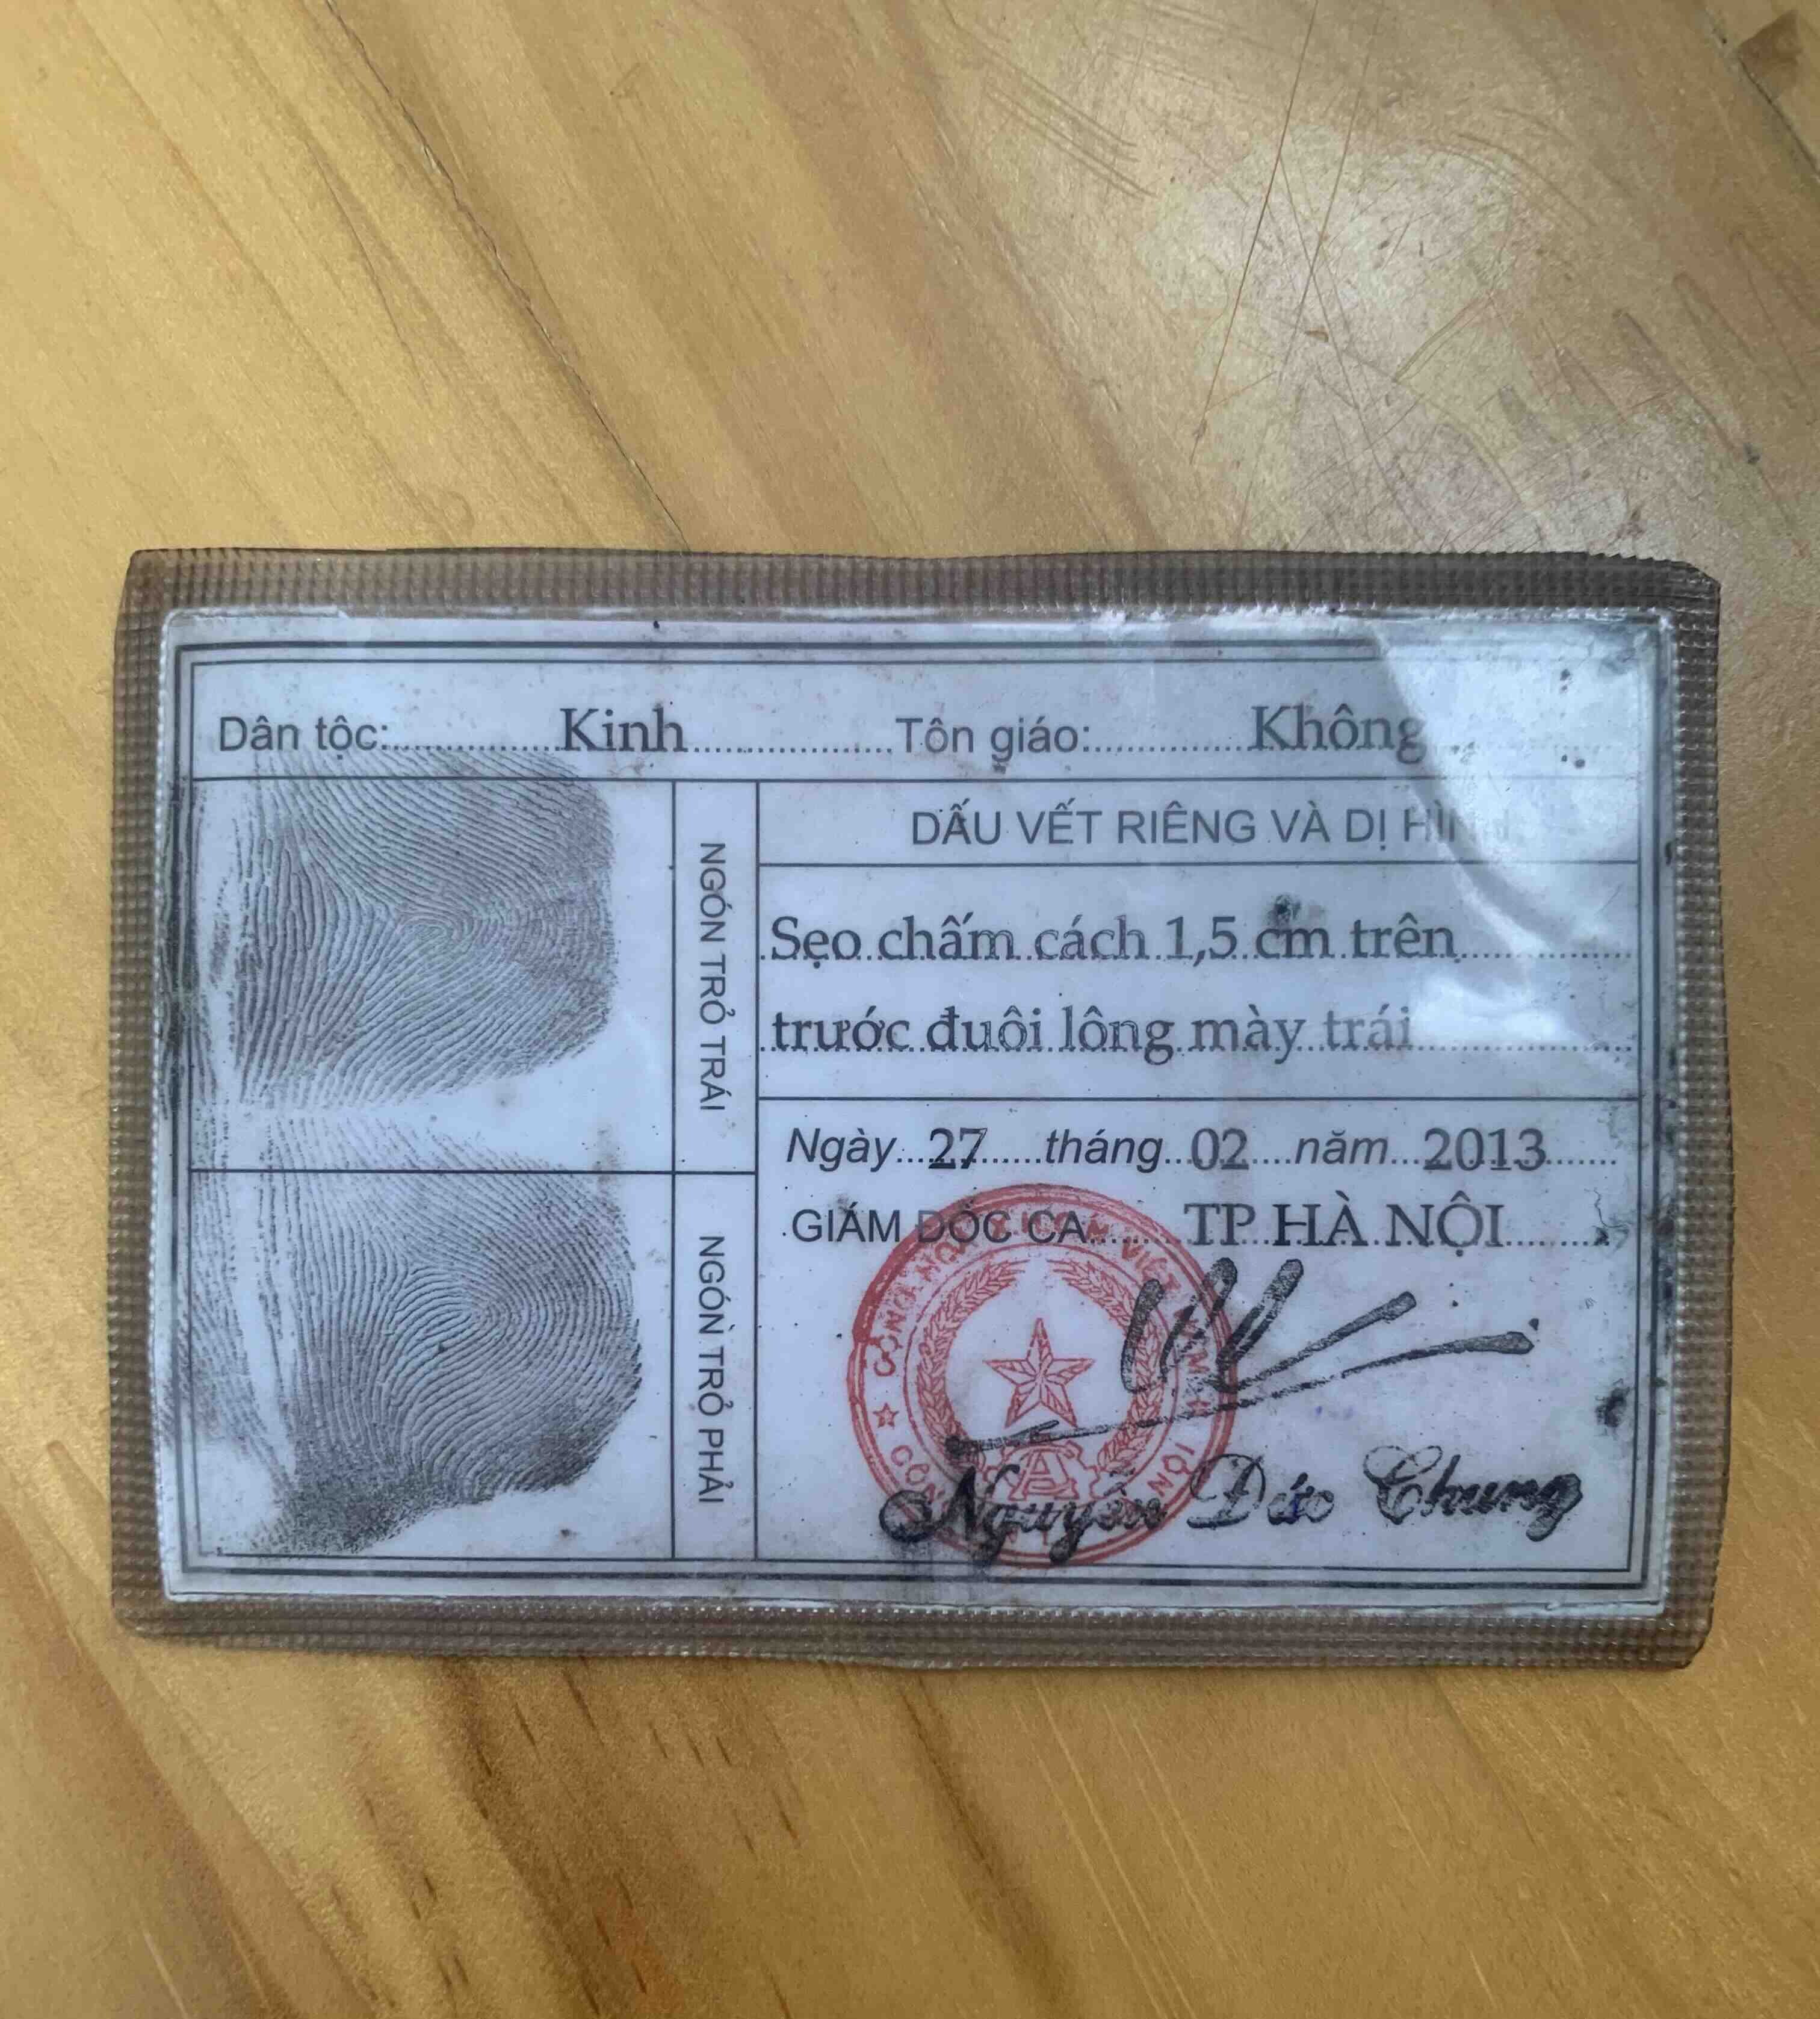 Dân tộc:................Kinh...................Tôn giáo:..............Không
DẤU VẾT RIÊNG VÀ DỊ HÌNH
Sẹo chấm cách 1,5 cm trên
trước đuôi lông mày trái
NGÓN TRỎ TRÁI
NGÓN TRỎ PHẢI
Ngày...27......tháng...02....năm...2013.......
GIÁM ĐỐC CA....... TP HÀ NỘI
Nguyễn Đức Chung